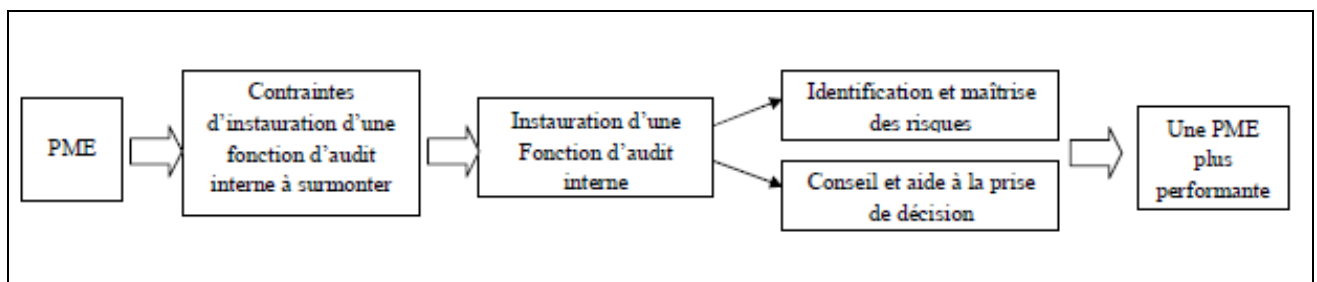 PME
Contraintes
d'instauration d'une
fonction d'audit
interne à surmonter
Instauration d'une
Fonction d'audit
interne
Identification et maîtrise
des risques
Conseil et aide à la prise
de décision
Une PME
plus
performante